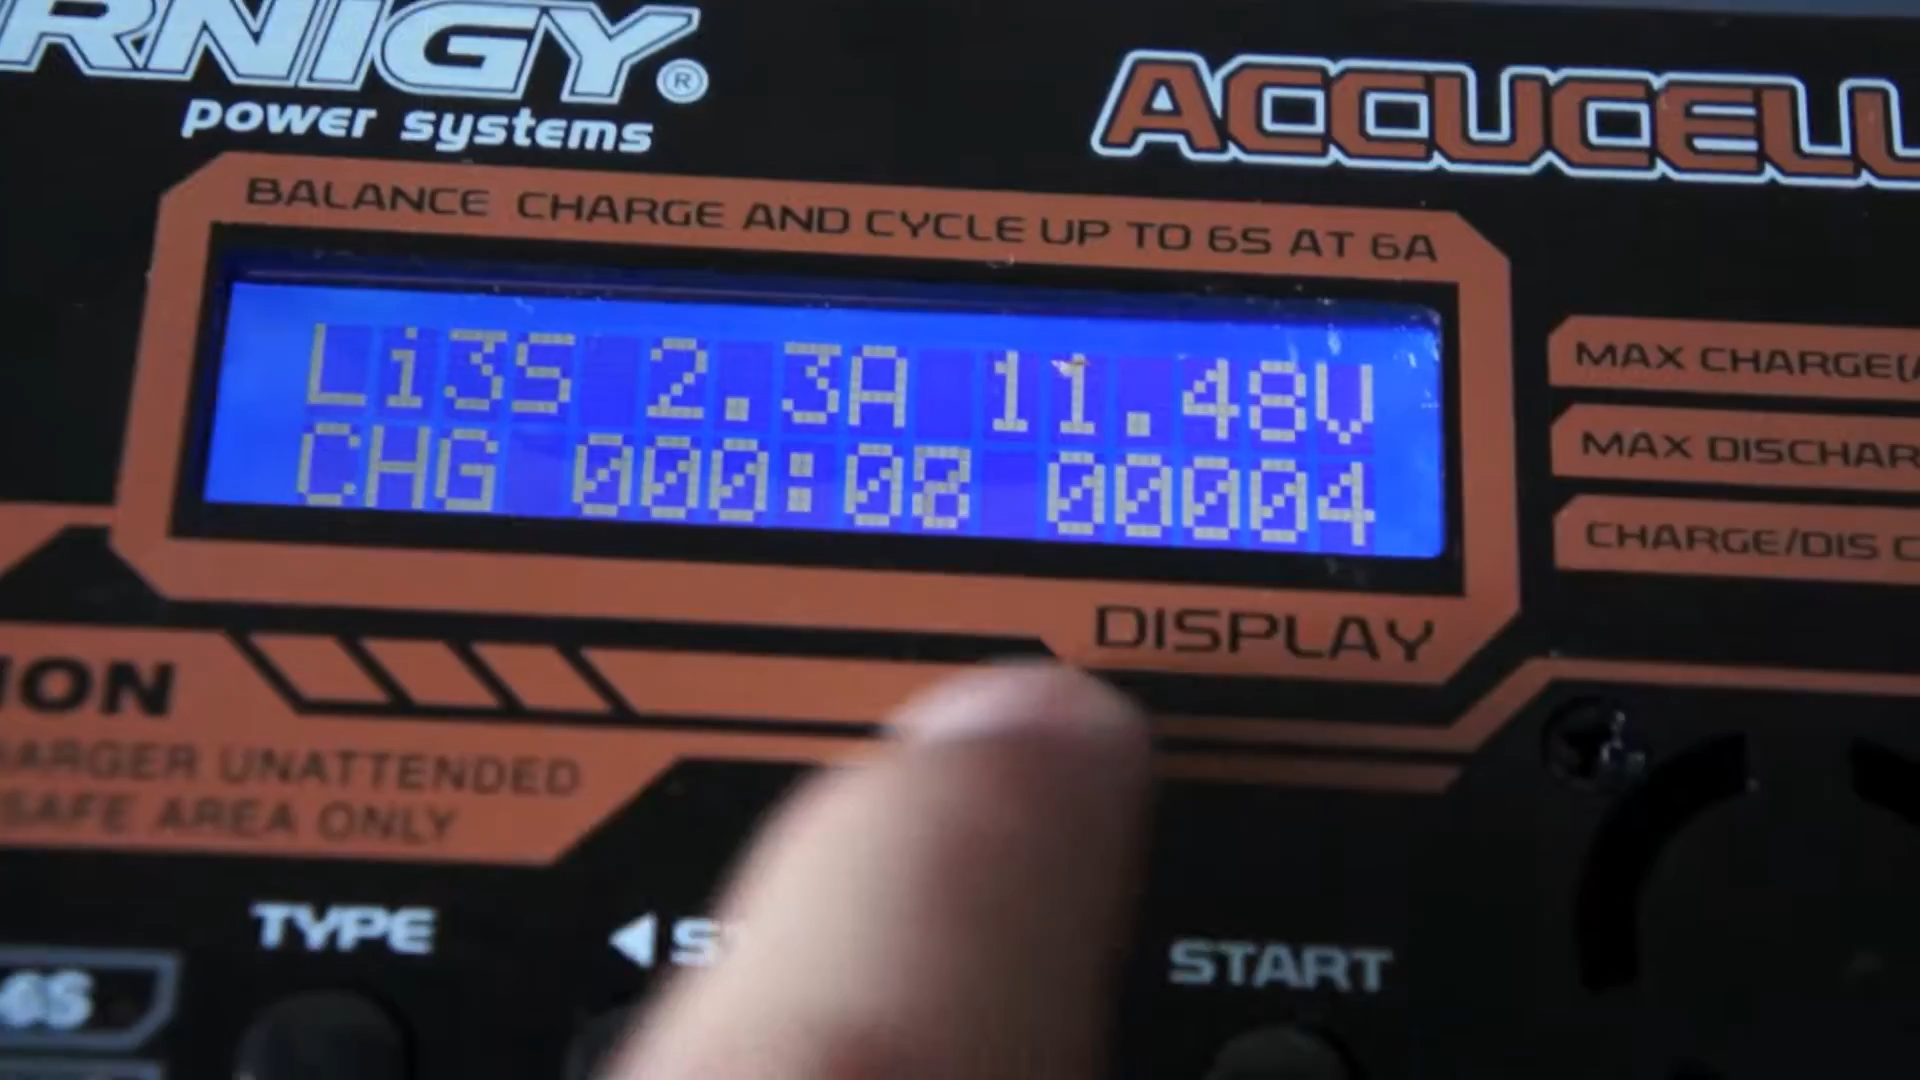 RNIGY®
power systems
ACCUCELL
BALANCE CHARGE AND CYCLE UP TO 6S AT 6A
Li3S 2.3A 11.48V
CHG 000:08 00004
DISPLAY
MAX CHARGE(A
MAX DISCHAR
CHARGE/DIS C
ION
HARGER UNATTENDED
SAFE AREA ONLY
TYPE
◀ S
START
6S